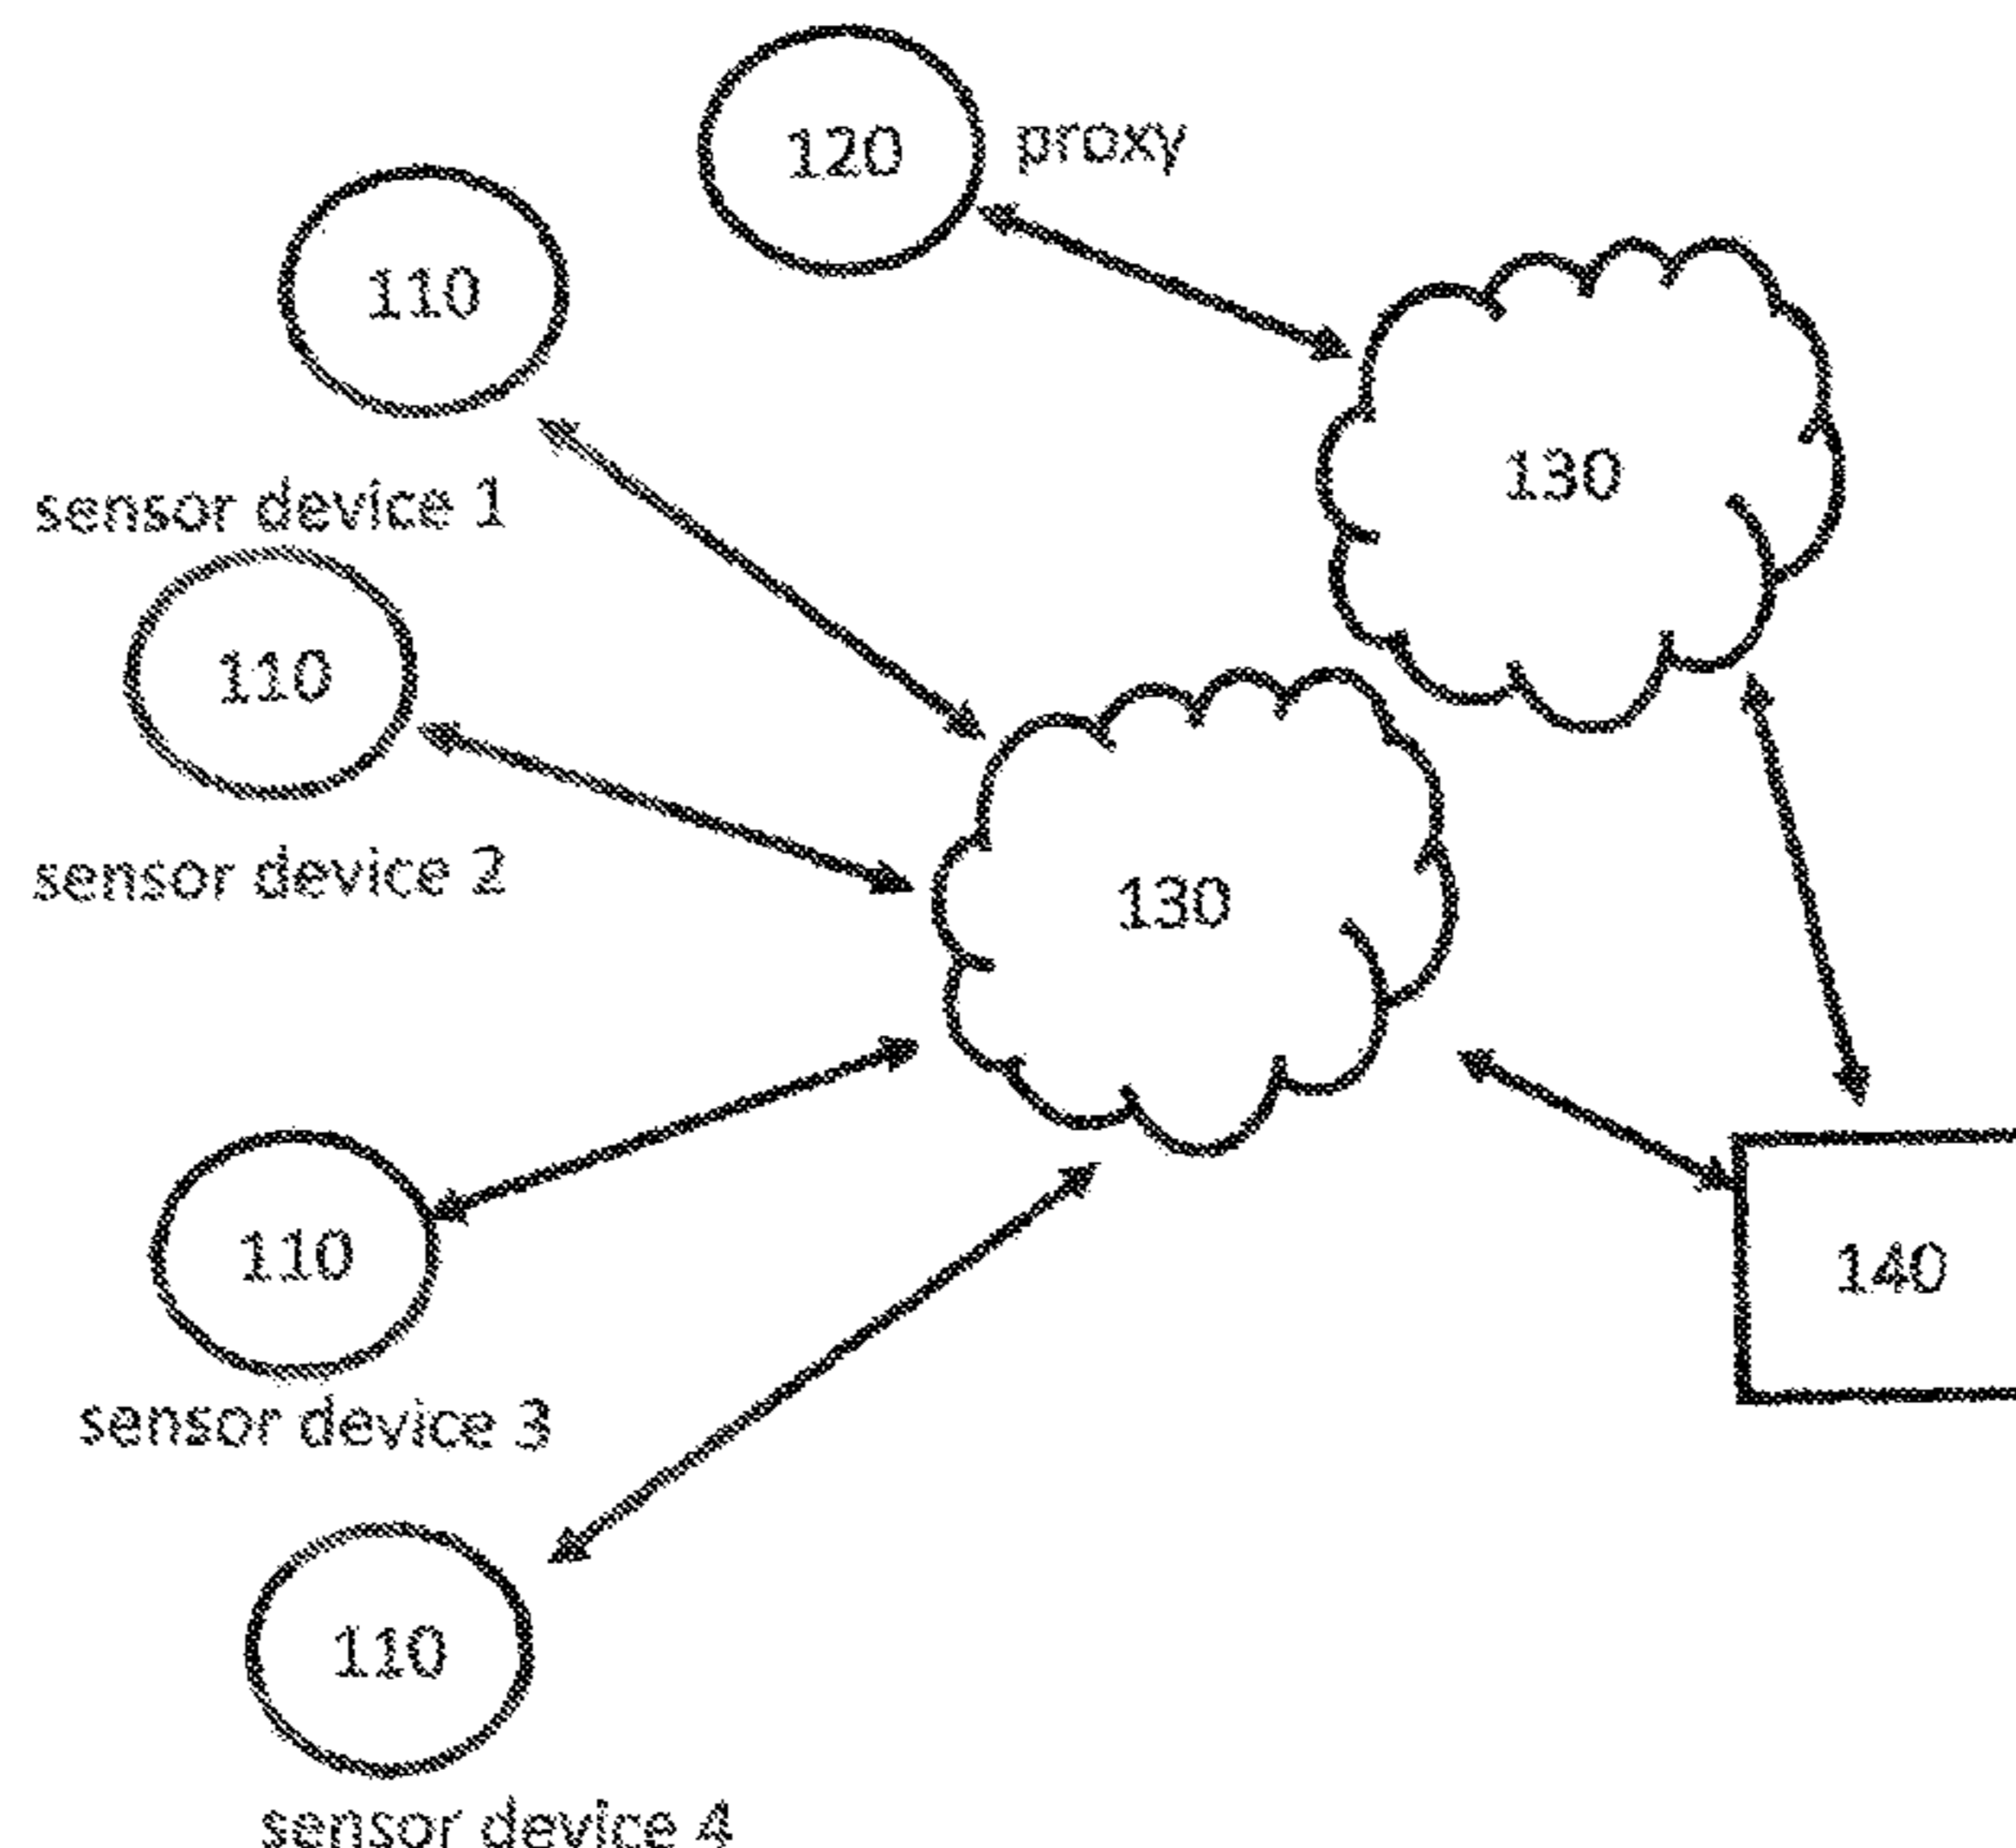 120 proxy
110
sensor device 1
130
110
sensor device 2
130
110
sensor device 3
140
110
sensor device 4